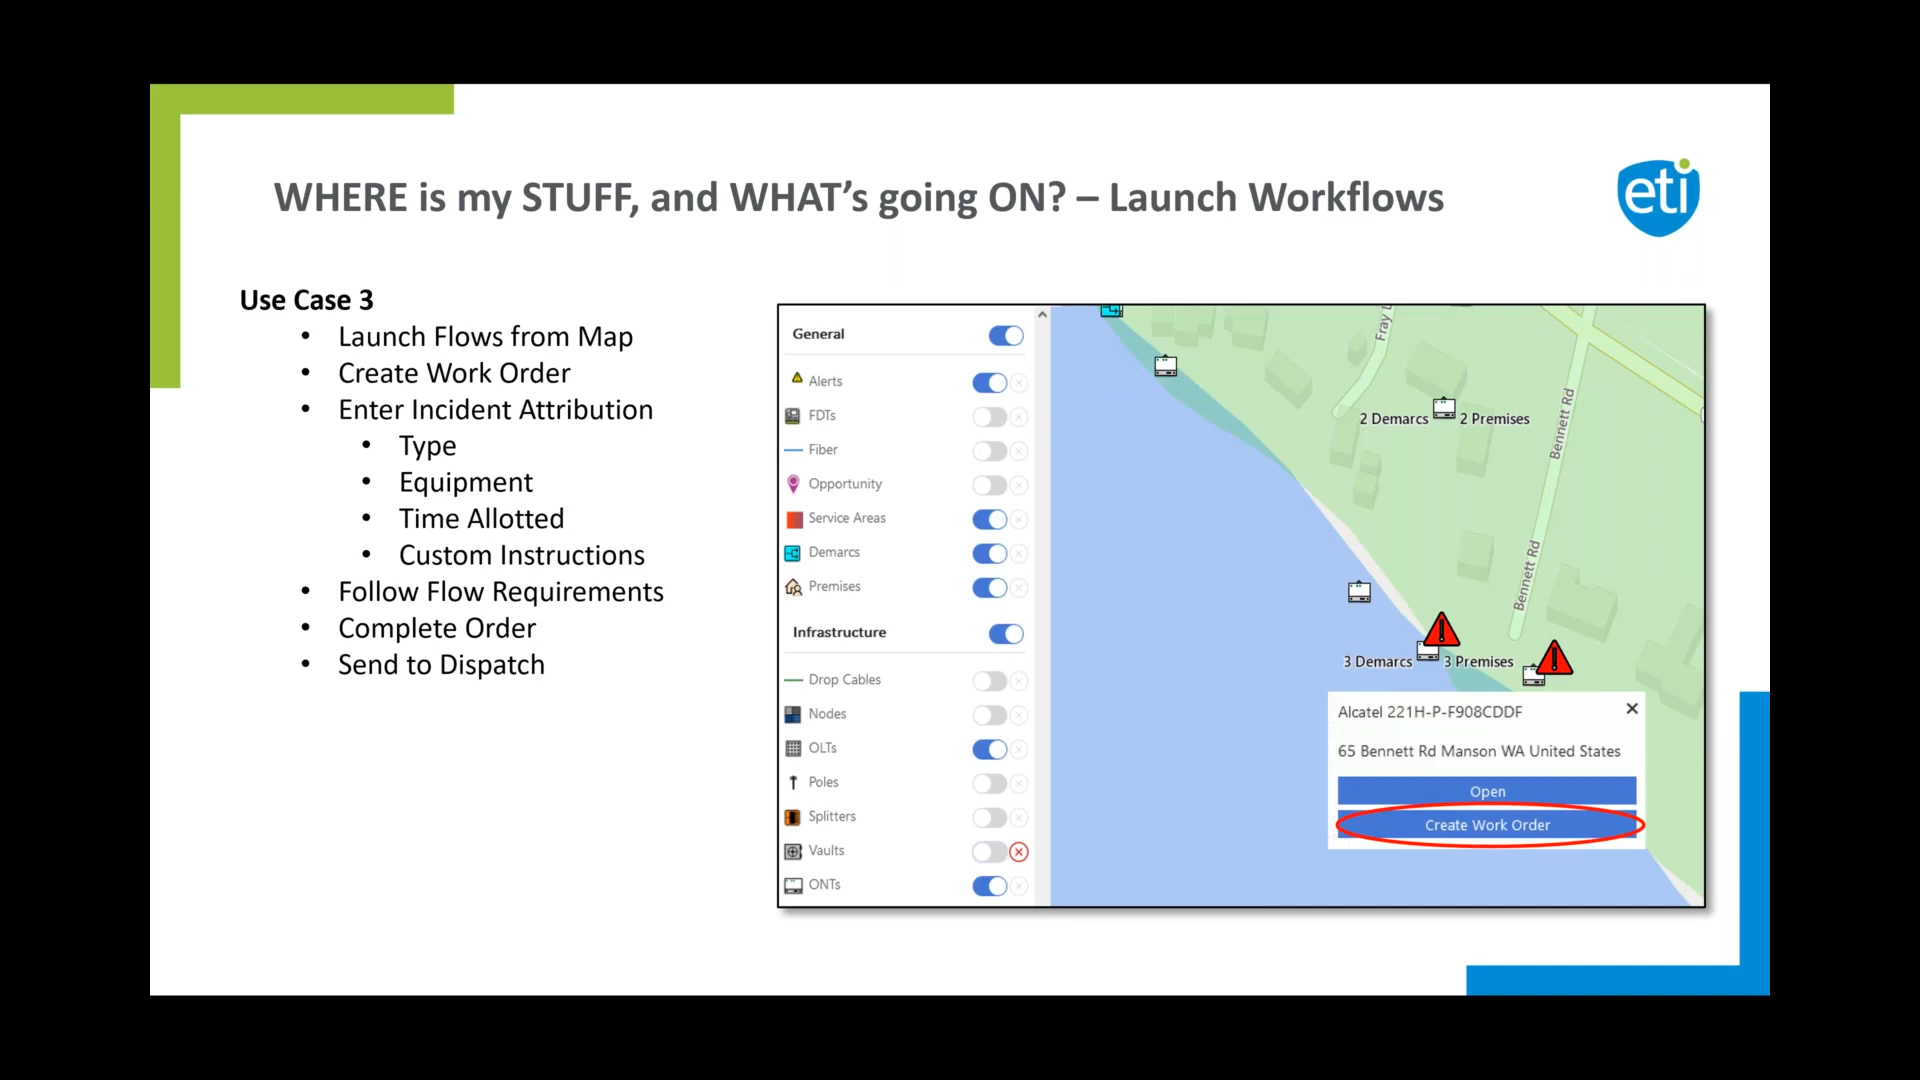 WHERE is my STUFF, and WHAT's going ON? – Launch Workflows
eti
Use Case 3
• Launch Flows from Map
• Create Work Order
• Enter Incident Attribution
• Type
• Equipment
• Time Allotted
• Custom Instructions
• Follow Flow Requirements
• Complete Order
• Send to Dispatch
General
Alerts
FDTs
Fiber
Opportunity
Service Areas
Demarcs
Premises
Infrastructure
Drop Cables
Nodes
OLTs
Poles
Splitters
Vaults
ONTs
Fray L
Bennett Rd
2 Demarcs 2 Premises
Bennett Rd
3 Demarcs 3 Premises
Alcatel 221H-P-F908CDDF
65 Bennett Rd Manson WA United States
Open
Create Work Order